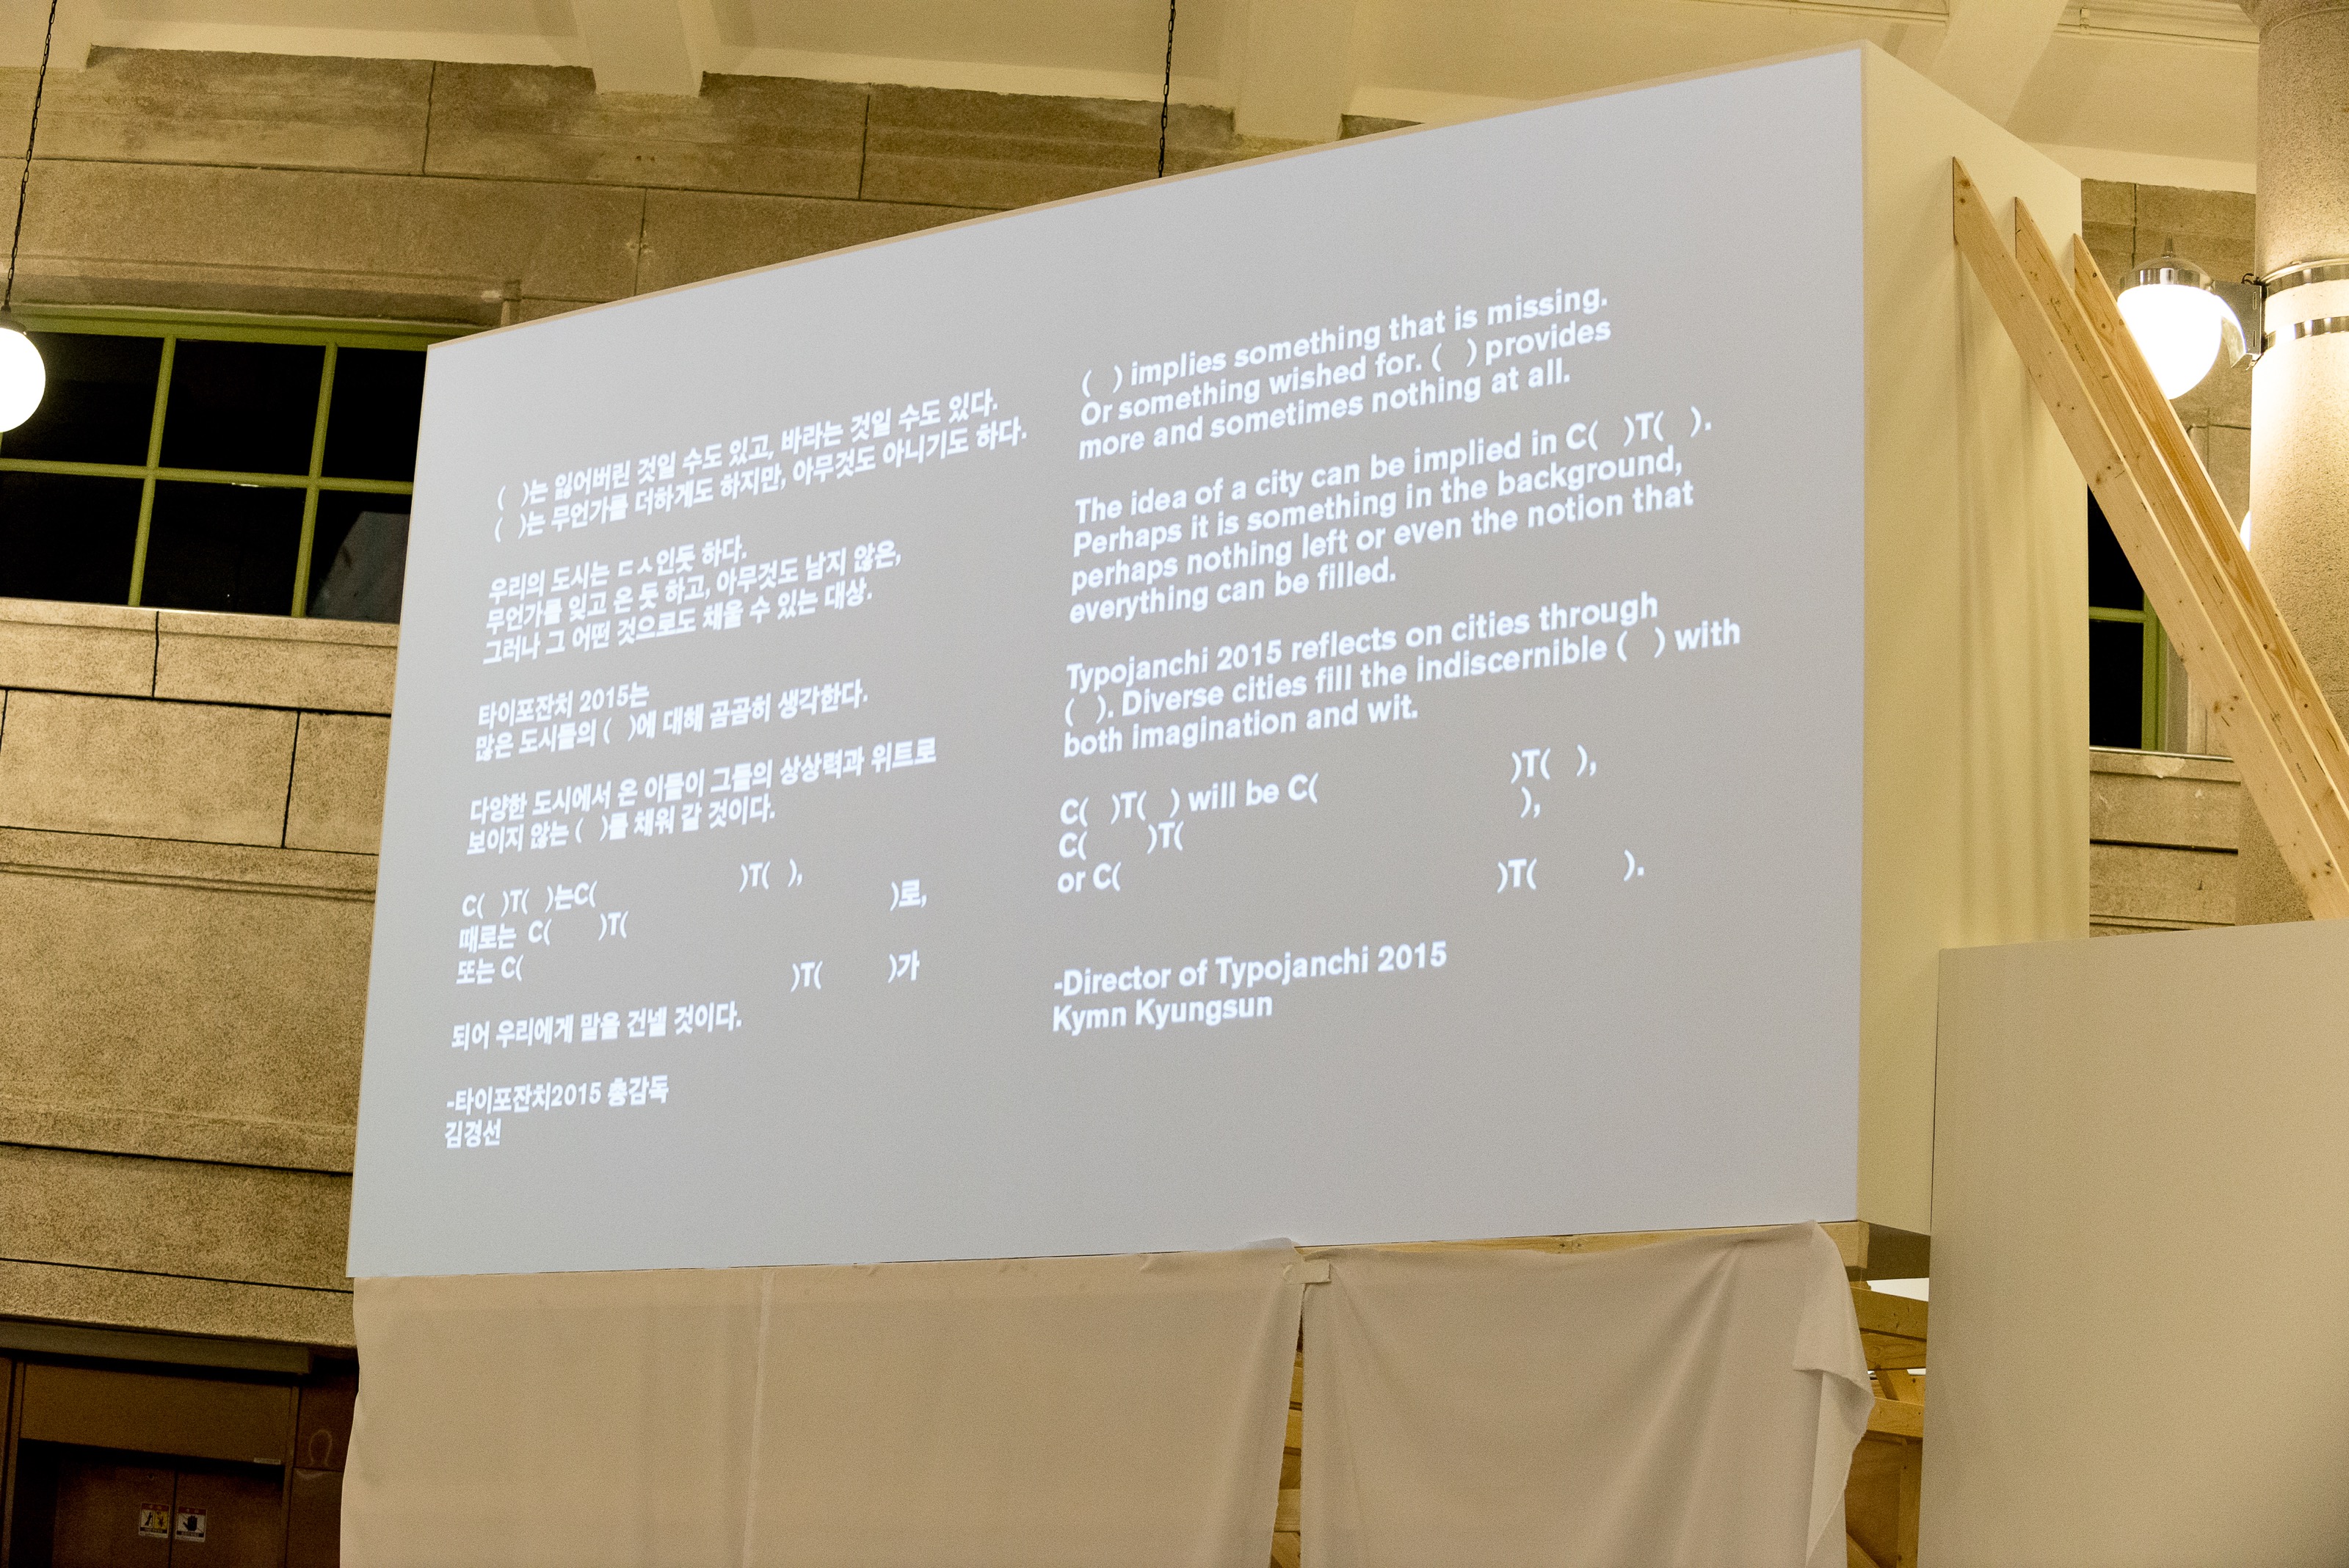 ( )는 잃어버린 것일 수도 있고, 바라는 것일 수도 있다.
( )는 무언가를 더하게도 하지만, 아무것도 아니기도 하다.
우리의 도시는 ㄷㅅ인듯 하다.
무언가를 잊고 온 듯 하고, 아무것도 남지 않은,
그러나 그 어떤 것으로도 채울 수 있는 대상.
타이포잔치 2015는
많은 도시들의 ( )에 대해 곰곰히 생각한다.
다양한 도시에서 온 이들이 그들의 상상력과 위트로
보이지 않는 ( )를 채워 갈 것이다.
C( )T( )는C( )T( ),
때로는 C( )T( )로,
또는 C( )T( )가
되어 우리에게 말을 건넬 것이다.
-타이포잔치2015 총감독
김경선
( ) implies something that is missing.
Or something wished for. ( ) provides
more and sometimes nothing at all.
The idea of a city can be implied in C( )T( ).
Perhaps it is something in the background,
perhaps nothing left or even the notion that
everything can be filled.
Typojanchi 2015 reflects on cities through
( ). Diverse cities fill the indiscernible ( ) with
both imagination and wit.
C( )T( ) will be C( )T( ),
C( )T( ),
or C( )T( ).
-Director of Typojanchi 2015
Kymn Kyungsun